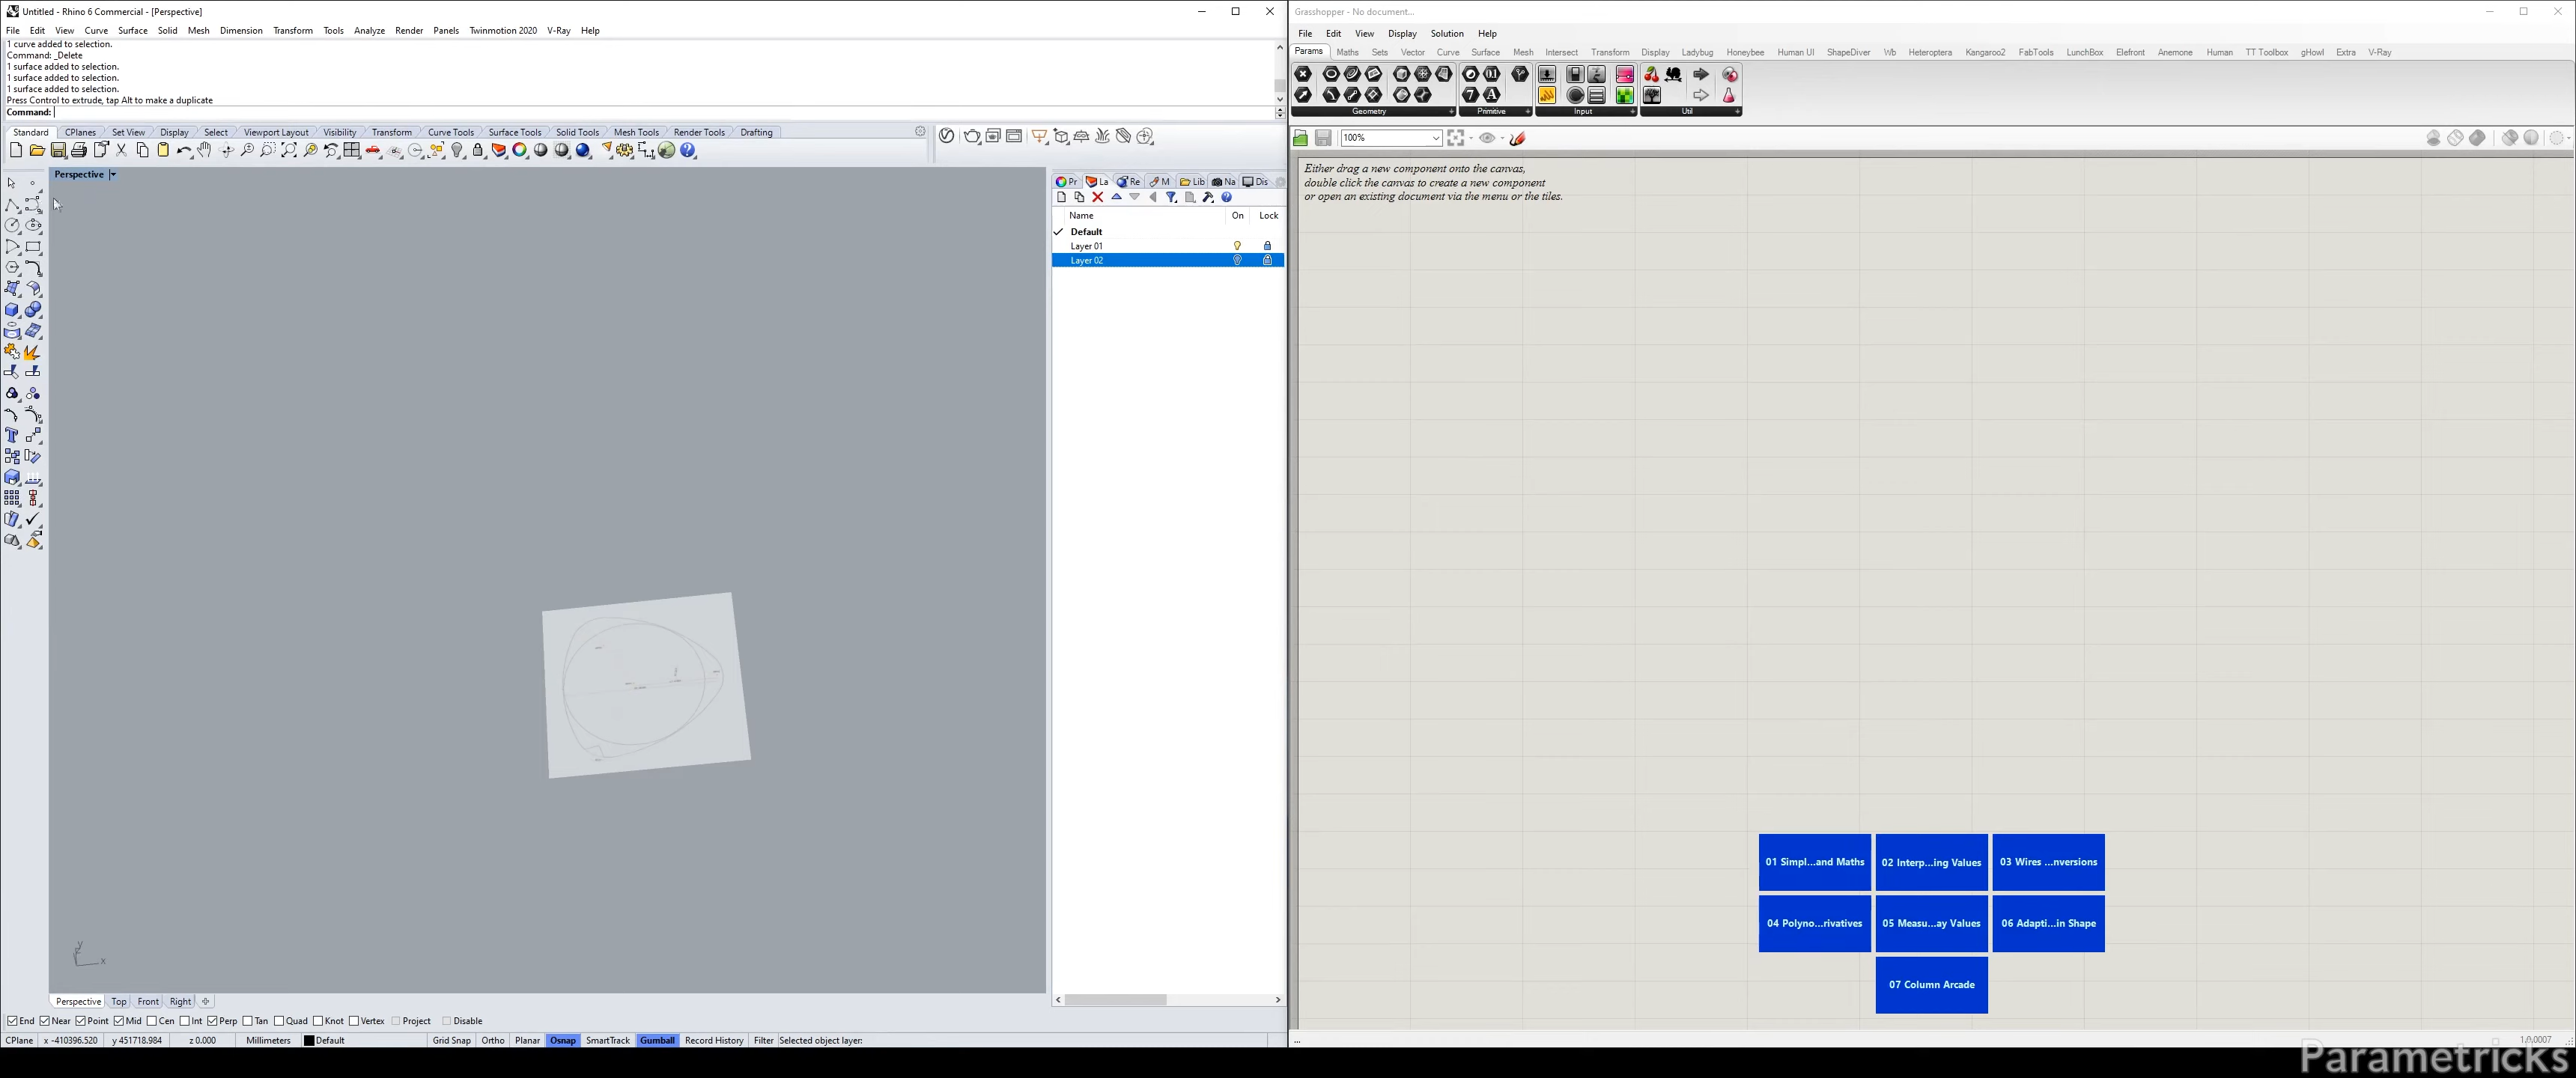 Untitled - Rhino 6 Commercial - [Perspective]
File Edit View Curve Surface Solid Mesh Dimension Transform Tools Analyze Render Panels Twinmotion 2020 V-Ray Help
1 curve added to selection.
Command: _Delete
1 surface added to selection.
1 surface added to selection.
1 surface added to selection.
Press Control to extrude, tap Alt to make a duplicate
Command:
Standard CPlanes Set View Display Select Viewport Layout Visibility Transform Curve Tools Surface Tools Solid Tools Mesh Tools Render Tools Drafting
Perspective
Pr La Re M Lib Na Dis
Name On Lock
Default
Layer 01
Layer 02
y
x
Perspective Top Front Right
End Near Point Mid Cen Int Perp Tan Quad Knot Vertex Project Disable
CPlane x -410396.520 y 451718.984 z 0.000 Millimeters Default Grid Snap Ortho Planar Osnap SmartTrack Gumball Record History Filter Selected object layer:
Grasshopper - No document...
File Edit View Display Solution Help
Params Maths Sets Vector Curve Surface Mesh Intersect Transform Display Ladybug Honeybee Human UI ShapeDiver Wb Heteroptera Kangaroo2 FabTools LunchBox Elefront Anemone Human TT Toolbox gHowl Extra V-Ray
Geometry Primitive Input Util
100%
Either drag a new component onto the canvas,
double click the canvas to create a new component
or open an existing document via the menu or the tiles.
01 Simpl...and Maths 02 Interp...ing Values 03 Wires ...nversions
04 Polyno...rivatives 05 Measu...ay Values 06 Adapti...in Shape
07 Column Arcade
... 1.0.0007
Parametricks